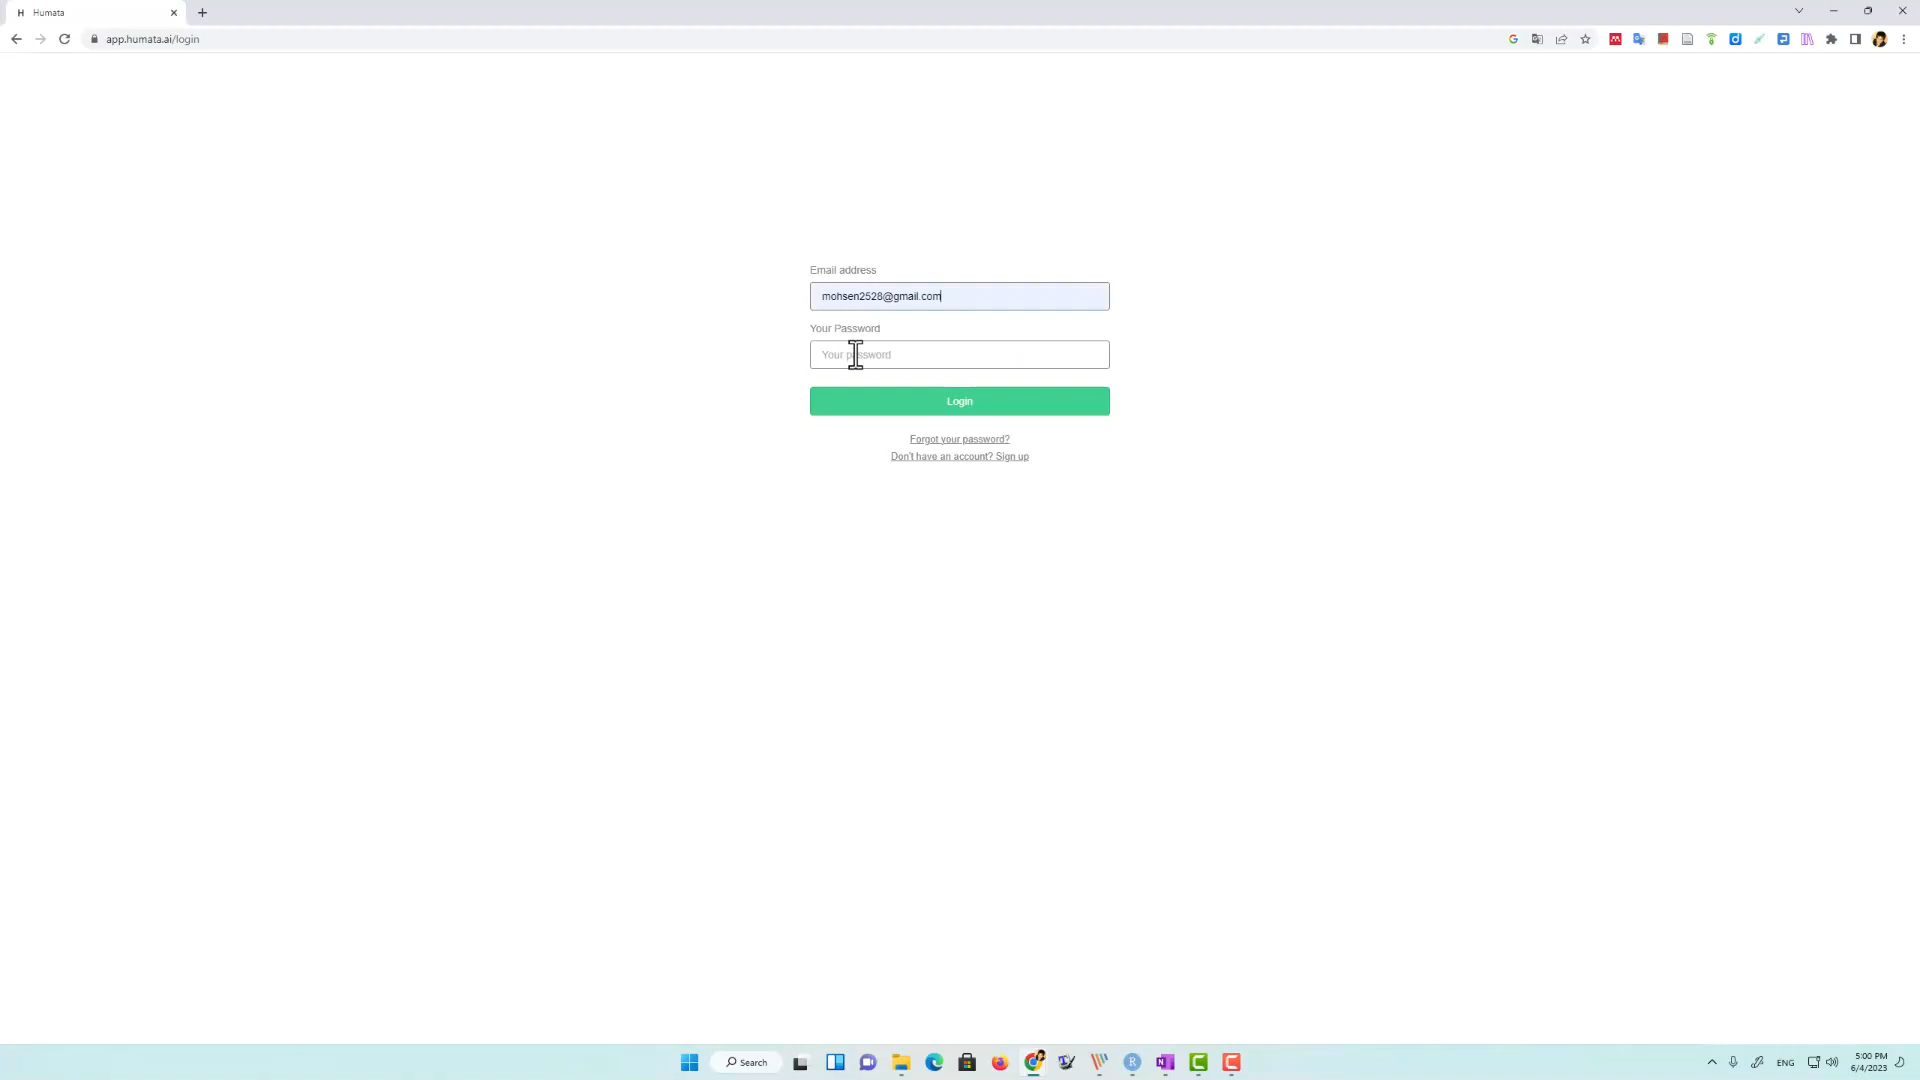 H Humata
app.humata.ai/login
Email address
mohsen2528@gmail.com
Your Password
Your password
Login
Forgot your password?
Don't have an account? Sign up
Search
ENG
5:00 PM
6/4/2023